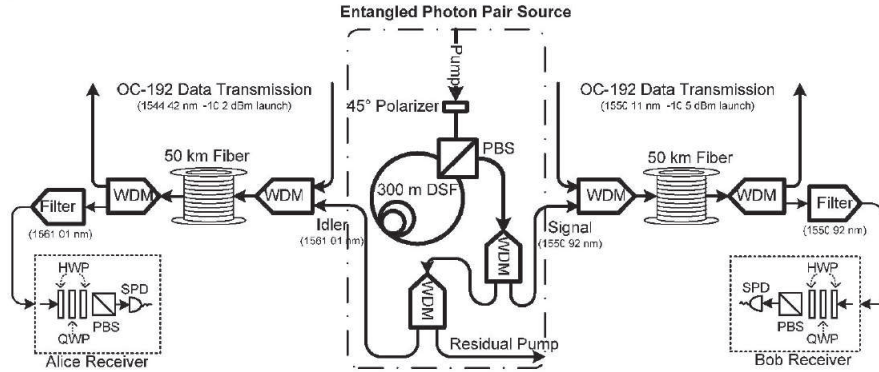 Entangled Photon Pair Source
Pump
OC-192 Data Transmission
(1544.42 nm -10.2 dBm launch)
45° Polarizer
OC-192 Data Transmission
(1550.11 nm -10.5 dBm launch)
PBS
50 km Fiber
50 km Fiber
300 m DSF
WDM
WDM
WDM
WDM
Filter
(1561.01 nm)
Idler
(1561.01 nm)
Signal
(1550.92 nm)
Filter
(1550.92 nm)
WDM
WDM
HWP
SPD
PBS
QWP
Alice Receiver
Residual Pump
HWP
SPD
PBS
QWP
Bob Receiver